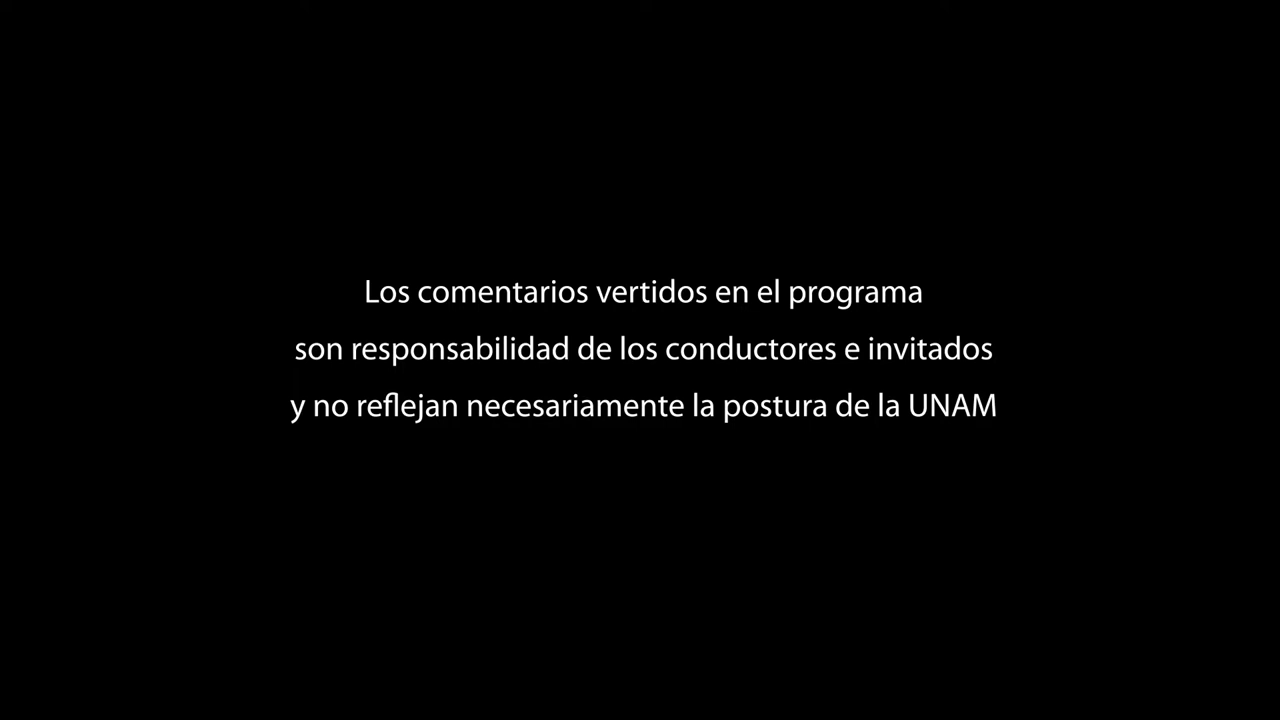 Los comentarios vertidos en el programa
son responsabilidad de los conductores e invitados
y no reflejan necesariamente la postura de la UNAM